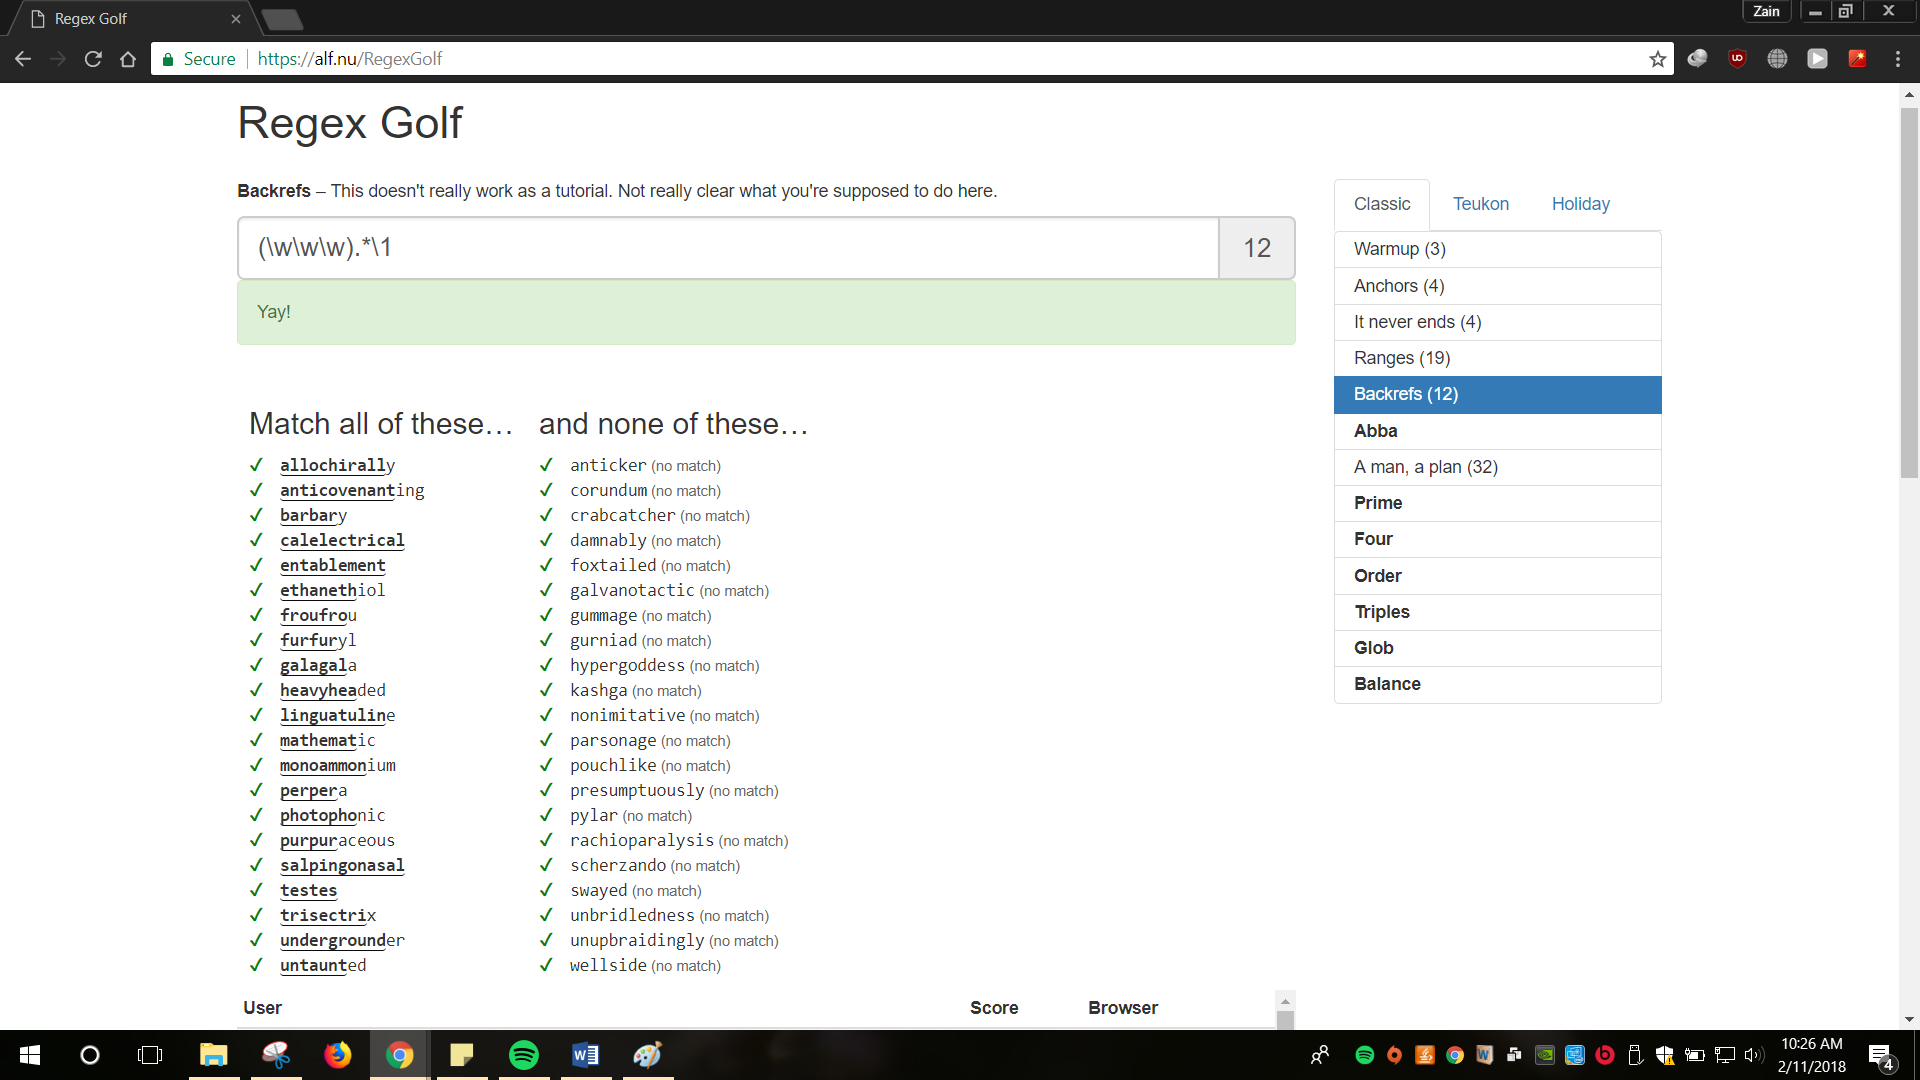 Regex Golf
Zain
Secure
https://alf.nu/RegexGolf
Regex Golf
Backrefs – This doesn't really work as a tutorial. Not really clear what you're supposed to do here.
(\w\w\w).*\1
12
Yay!
Classic Teukon Holiday
Warmup (3)
Anchors (4)
It never ends (4)
Ranges (19)
Backrefs (12)
Abba
A man, a plan (32)
Prime
Four
Order
Triples
Glob
Balance
Match all of these…
allochirally
anticovenanting
barbary
calelectrical
entablement
ethanethiol
froufrou
furfuryl
galagala
heavyheaded
linguatuline
mathematic
monoammonium
perpera
photophonic
purpuraceous
salpingonasal
testes
trisectrix
undergrounder
untaunted
and none of these…
anticker (no match)
corundum (no match)
crabcatcher (no match)
damnably (no match)
foxtailed (no match)
galvanotactic (no match)
gummage (no match)
gurniad (no match)
hypergoddess (no match)
kashga (no match)
nonimitative (no match)
parsonage (no match)
pouchlike (no match)
presumptuously (no match)
pylar (no match)
rachioparalysis (no match)
scherzando (no match)
swayed (no match)
unbridledness (no match)
unupbraidingly (no match)
wellside (no match)
User Score Browser
10:26 AM
2/11/2018
4